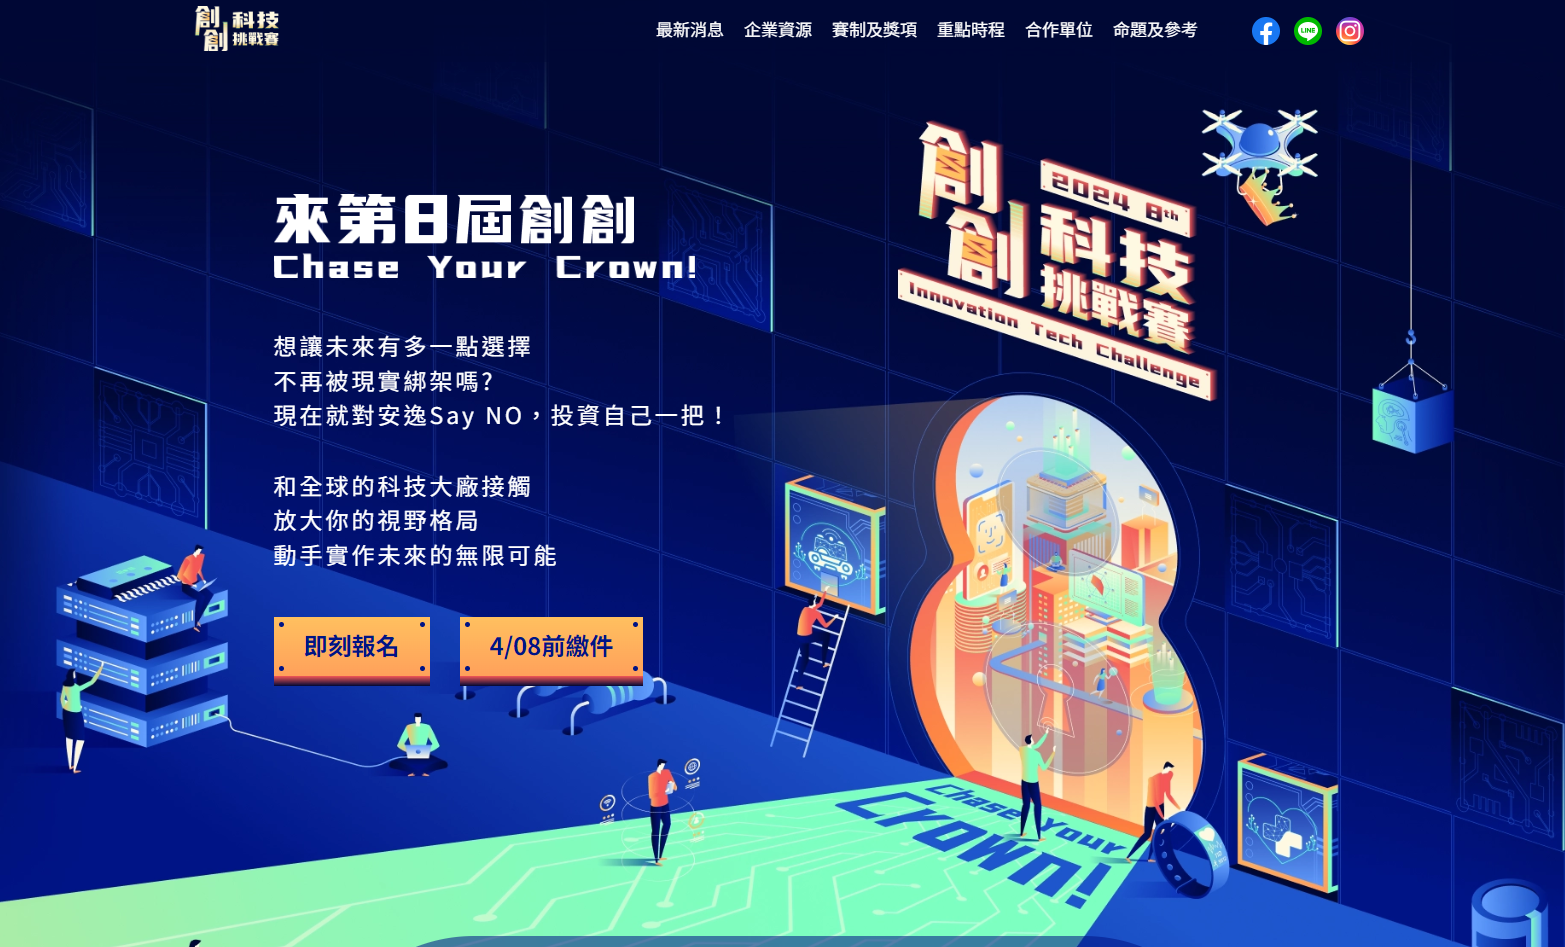 創創
科技
挑戰賽
最新消息 企業資源 賽制及獎項 重點時程 合作單位 命題及參考
LINE
來第8屆創創
Chase Your Crown!
想讓未來有多一點選擇
不再被現實綁架嗎?
現在就對安逸Say NO，投資自己一把！
和全球的科技大廠接觸
放大你的視野格局
動手實作未來的無限可能
即刻報名
4/08前繳件
創創
2024 8th
科技
挑戰賽
Innovation Tech Challenge
Chase Your
Crown!